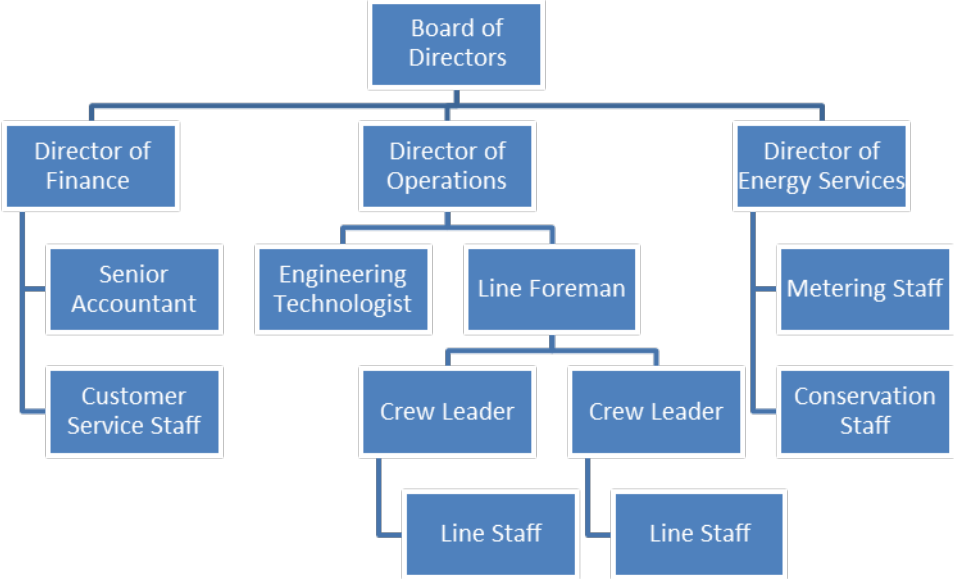 Board of
Directors
Director of
Finance
Director of
Operations
Director of
Energy Services
Senior
Accountant
Engineering
Technologist
Line Foreman
Metering Staff
Customer
Service Staff
Crew Leader
Crew Leader
Conservation
Staff
Line Staff
Line Staff